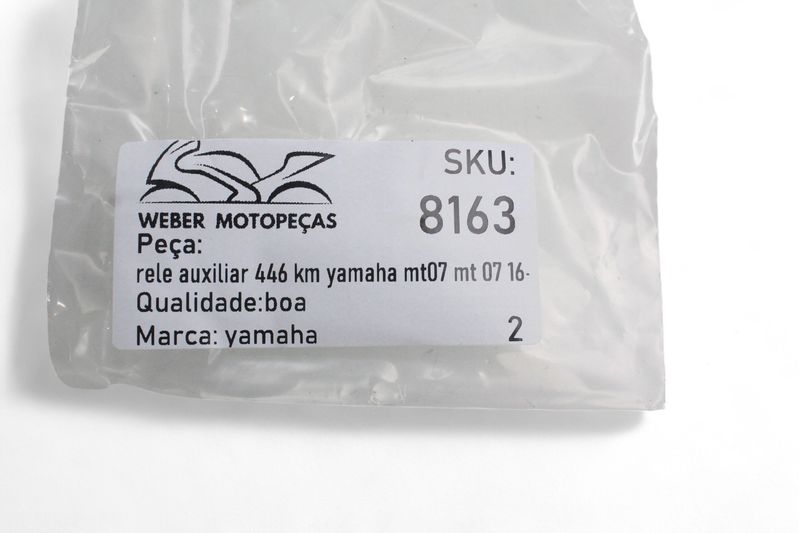 WEBER MOTOPEÇAS
SKU:
8163
Peça:
rele auxiliar 446 km yamaha mt07 mt 07 16-
Qualidade:boa
Marca: yamaha
2